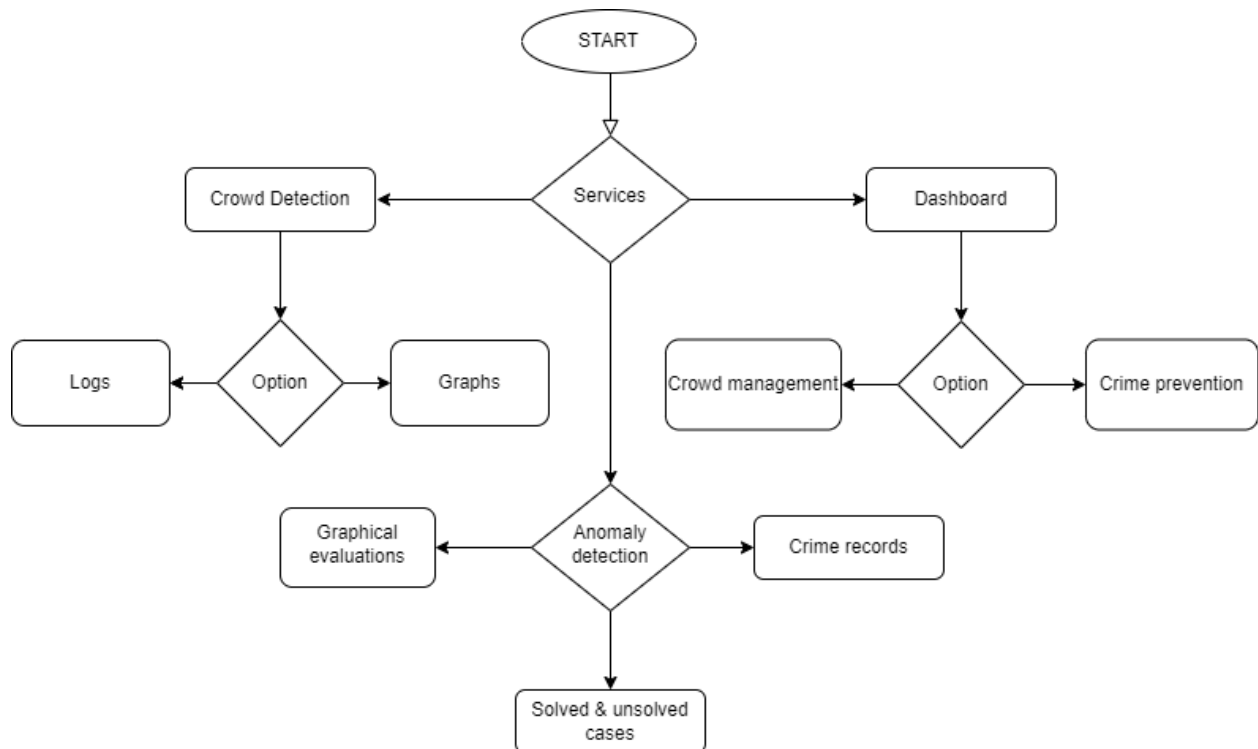 START
Services
Crowd Detection
Dashboard
Logs
Option
Graphs
Crowd management
Option
Crime prevention
Graphical
evaluations
Anomaly
detection
Crime records
Solved & unsolved
cases